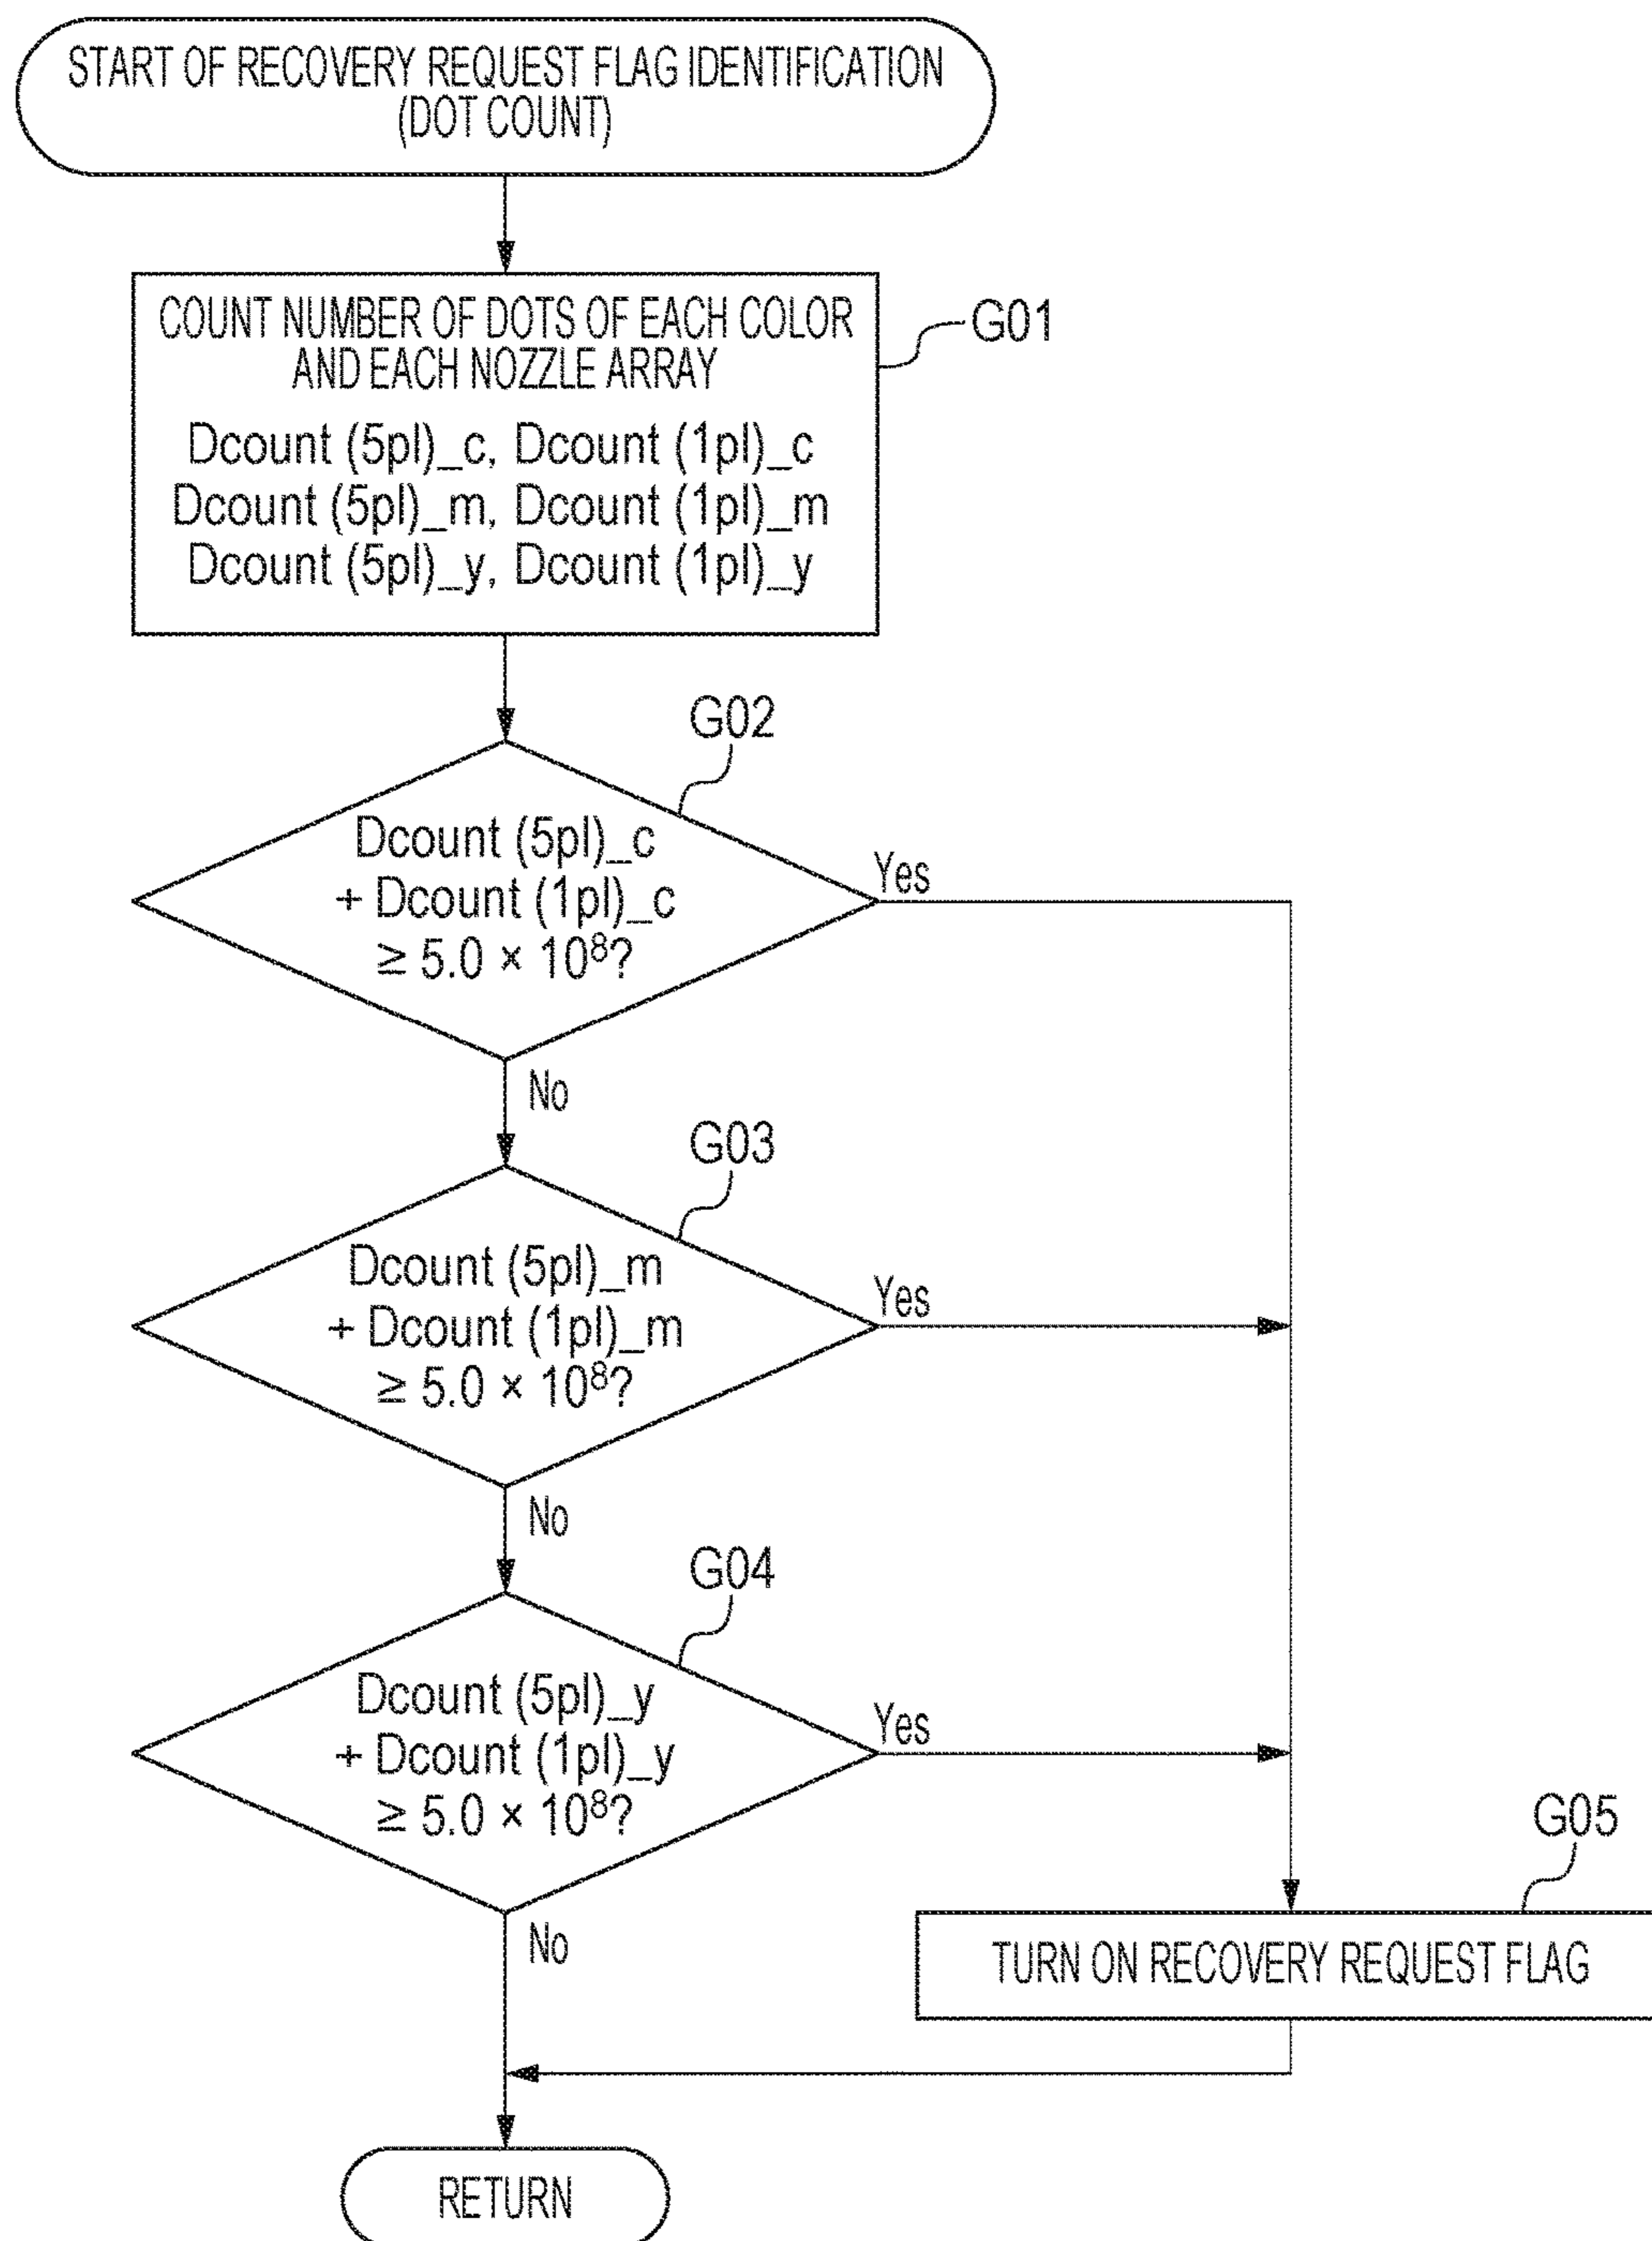 START OF RECOVERY REQUEST FLAG IDENTIFICATION
(DOT COUNT)
COUNT NUMBER OF DOTS OF EACH COLOR
AND EACH NOZZLE ARRAY
Dcount (5pl)_c, Dcount (1pl)_c
Dcount (5pl)_m, Dcount (1pl)_m
Dcount (5pl)_y, Dcount (1pl)_y
G01
G02
Dcount (5pl)_c
+ Dcount (1pl)_c
≥ 5.0 × 10⁸?
Yes
No
G03
Dcount (5pl)_m
+ Dcount (1pl)_m
≥ 5.0 × 10⁸?
Yes
No
G04
Dcount (5pl)_y
+ Dcount (1pl)_y
≥ 5.0 × 10⁸?
Yes
No
G05
TURN ON RECOVERY REQUEST FLAG
RETURN